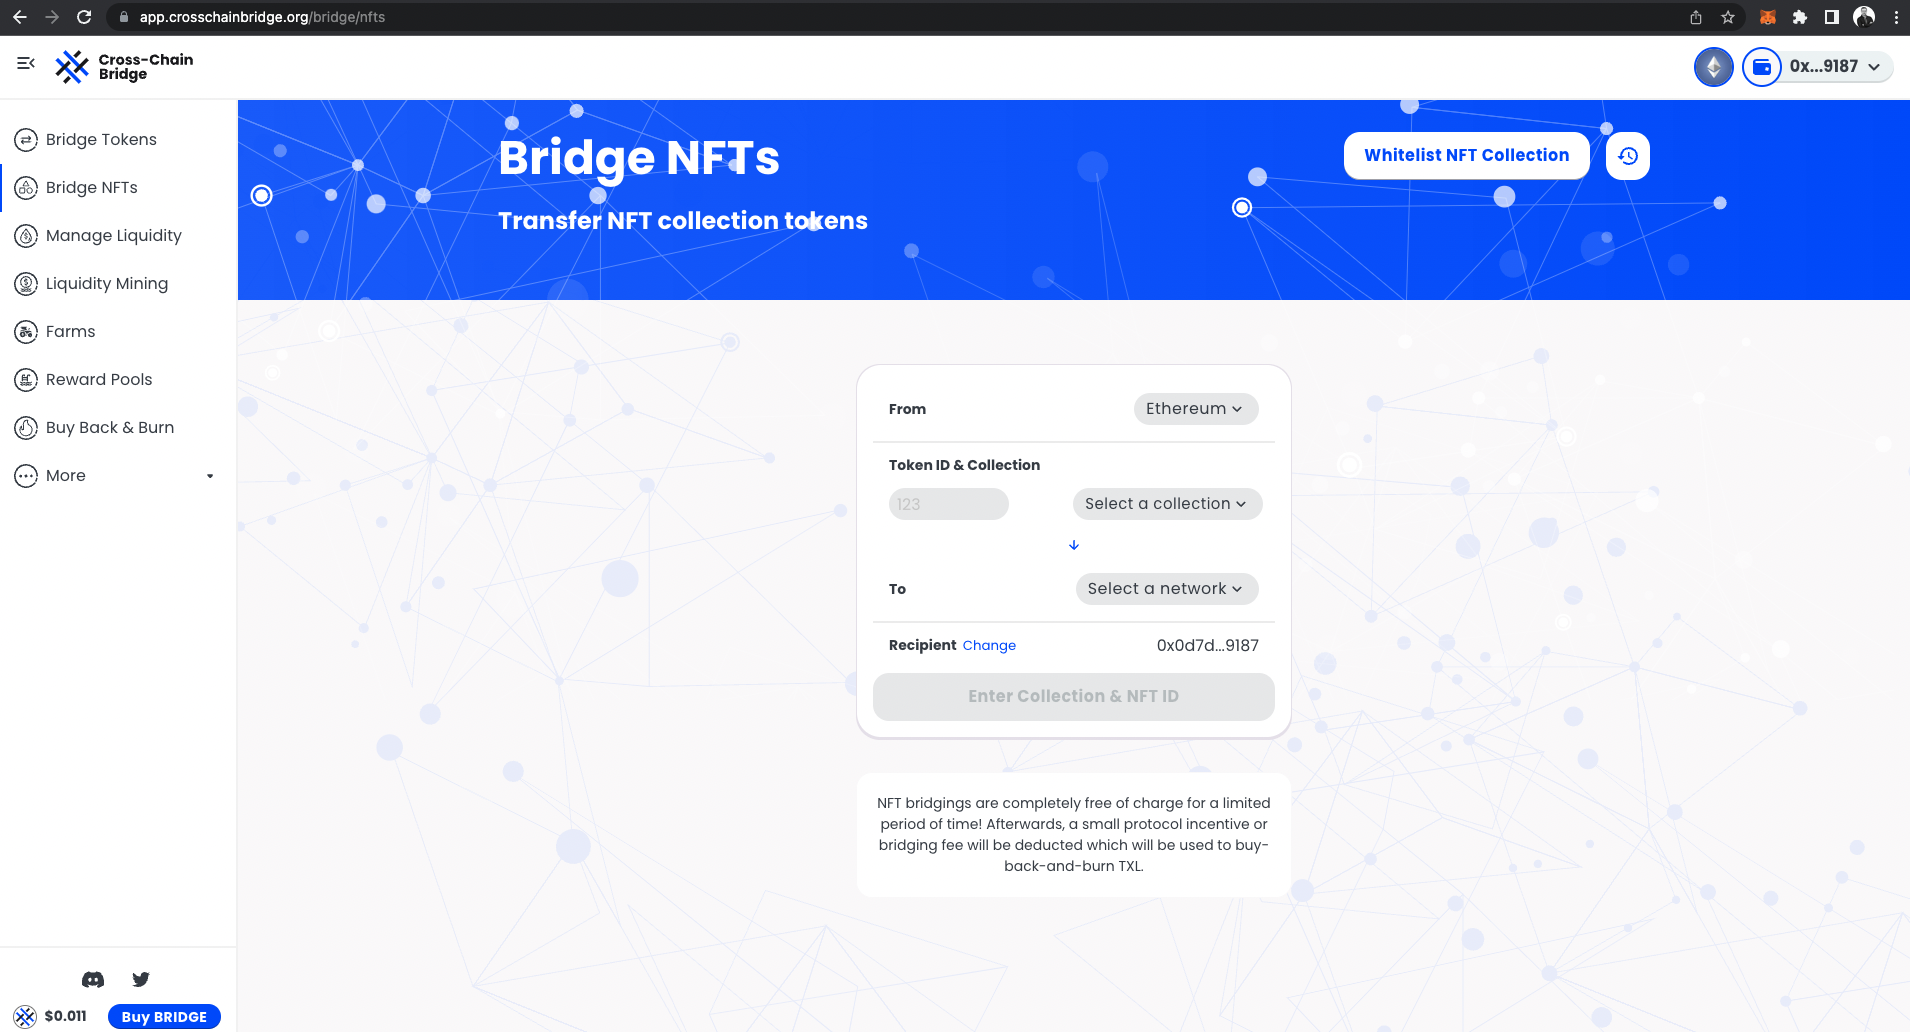 app.crosschainbridge.org/bridge/nfts
Cross-Chain
Bridge
0x...9187
Bridge Tokens
Bridge NFTs
Manage Liquidity
Liquidity Mining
Farms
Reward Pools
Buy Back & Burn
More
Bridge NFTs
Transfer NFT collection tokens
Whitelist NFT Collection
From
Ethereum
Token ID & Collection
123
Select a collection
To
Select a network
Recipient Change
0x0d7d...9187
Enter Collection & NFT ID
NFT bridgings are completely free of charge for a limited
period of time! Afterwards, a small protocol incentive or
bridging fee will be deducted which will be used to buy-
back-and-burn TXL.
$0.011
Buy BRIDGE